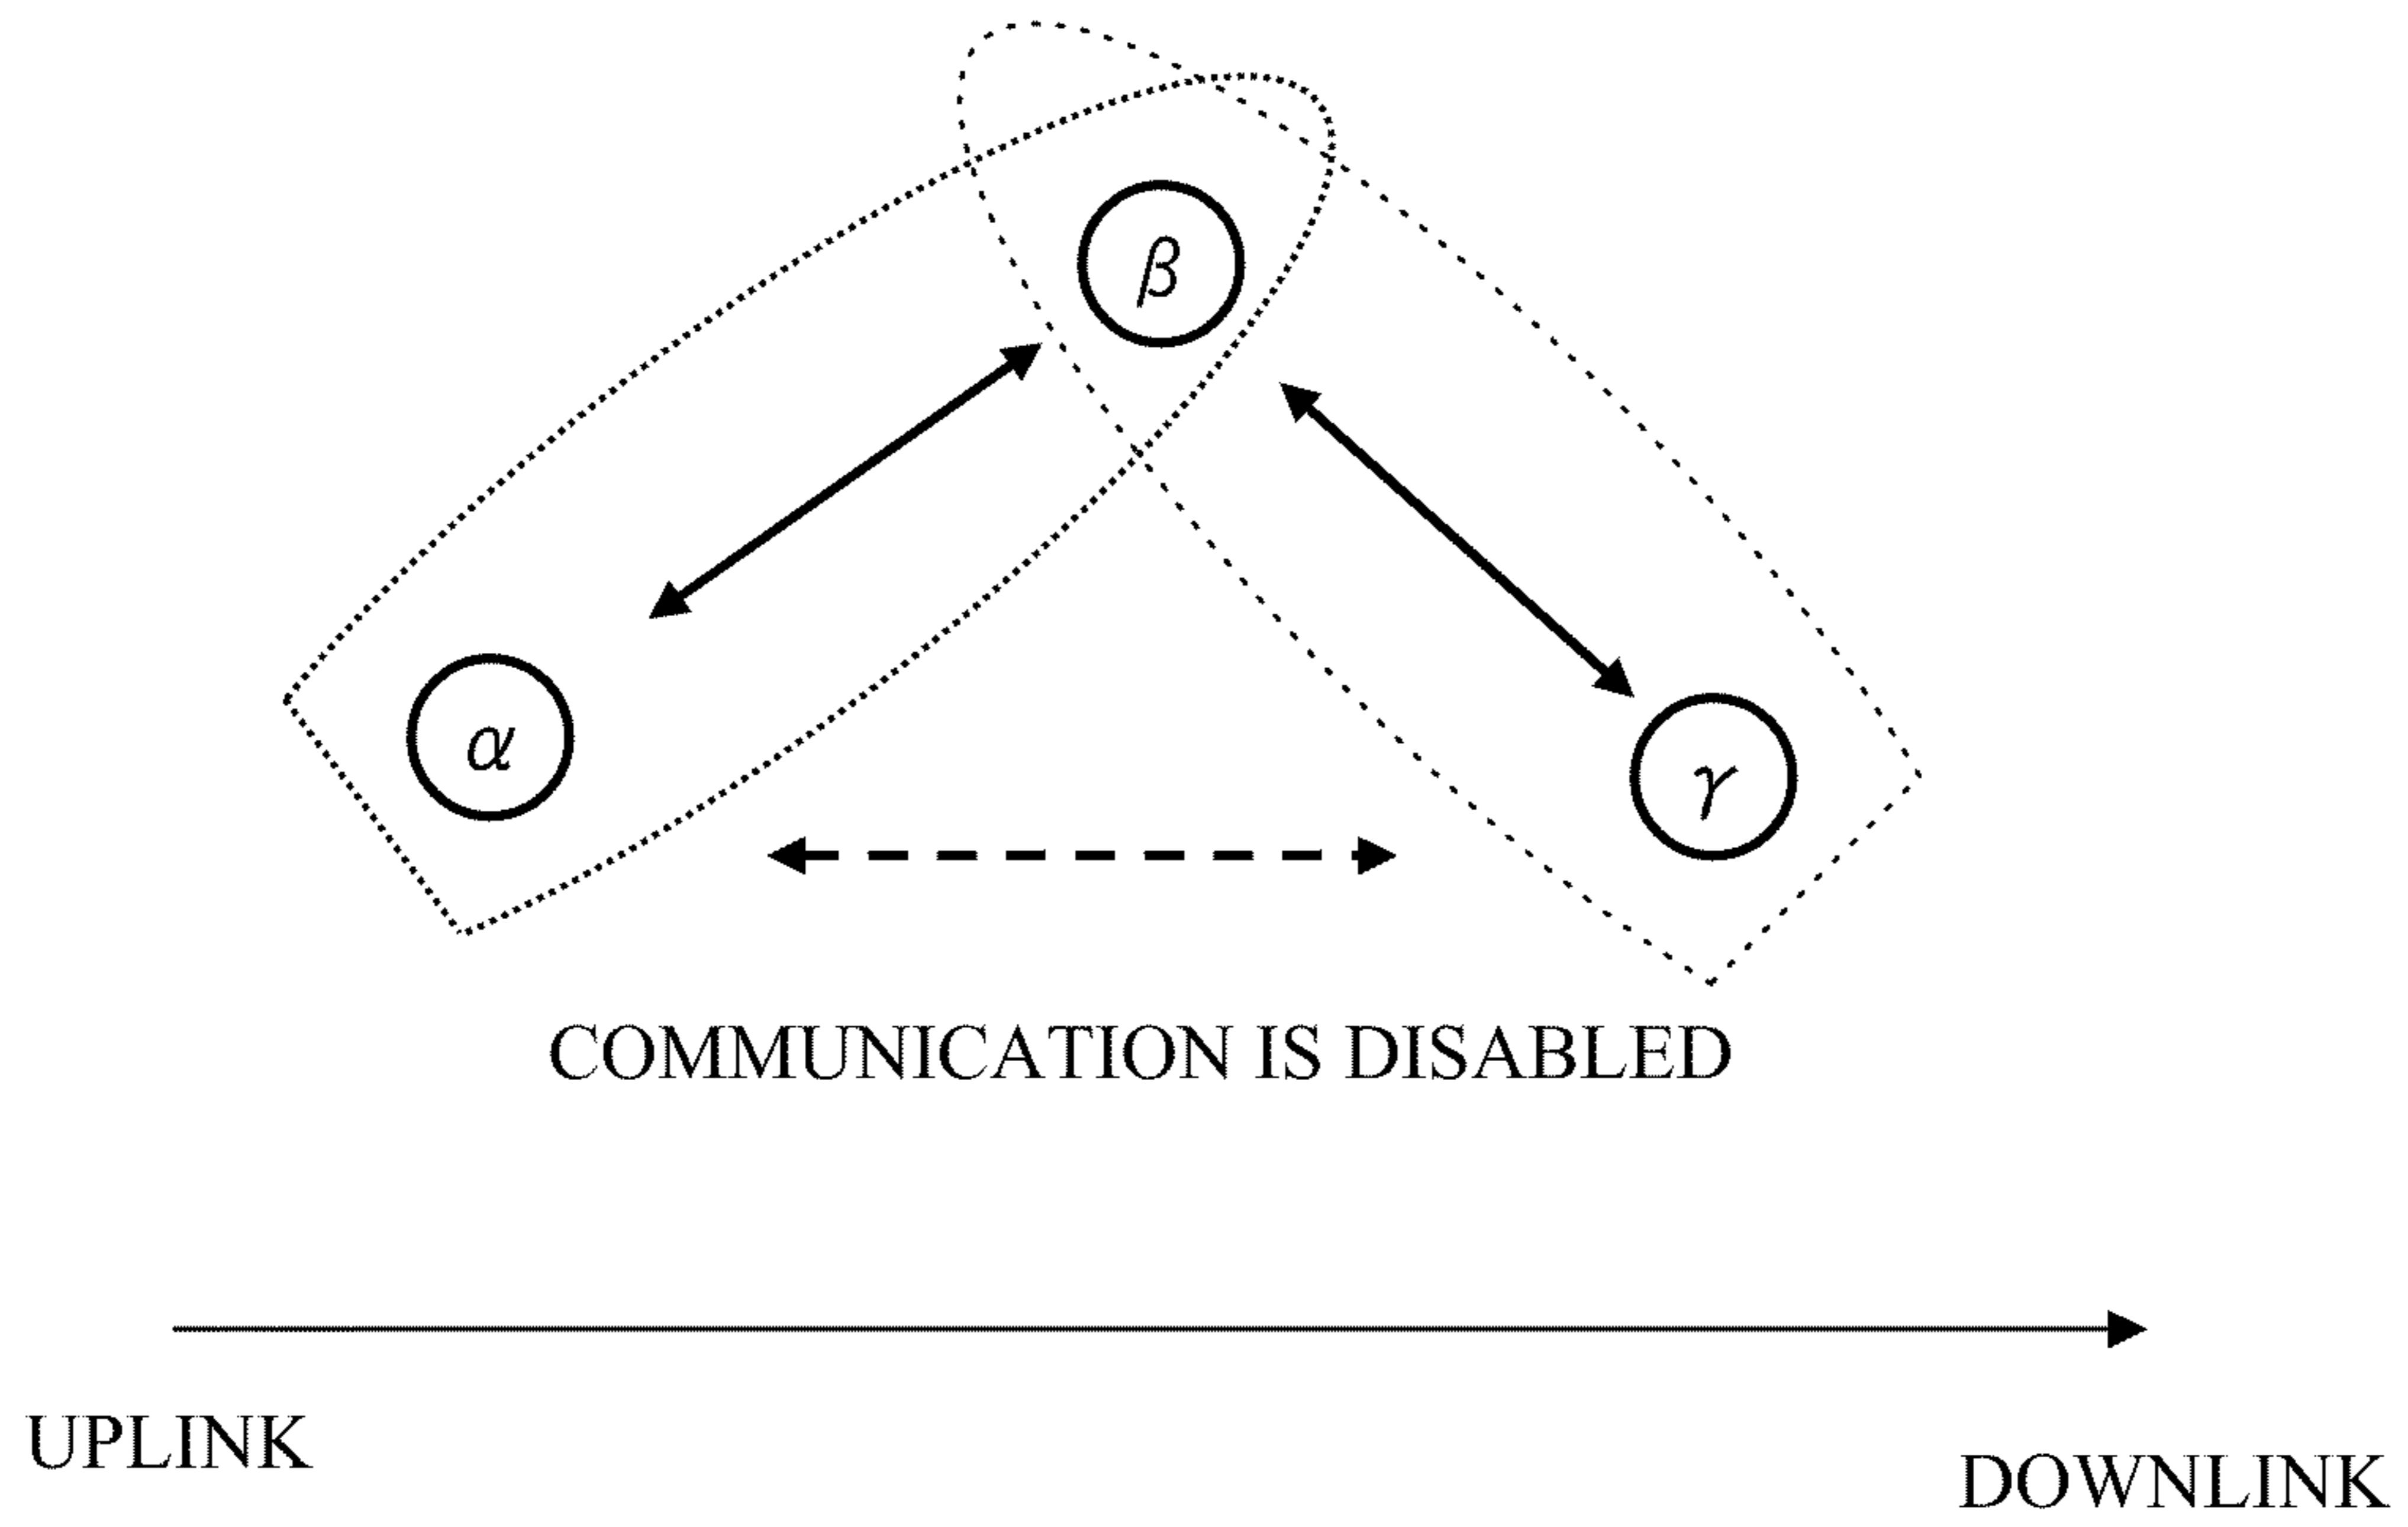 β
α
γ
COMMUNICATION IS DISABLED
UPLINK
DOWNLINK